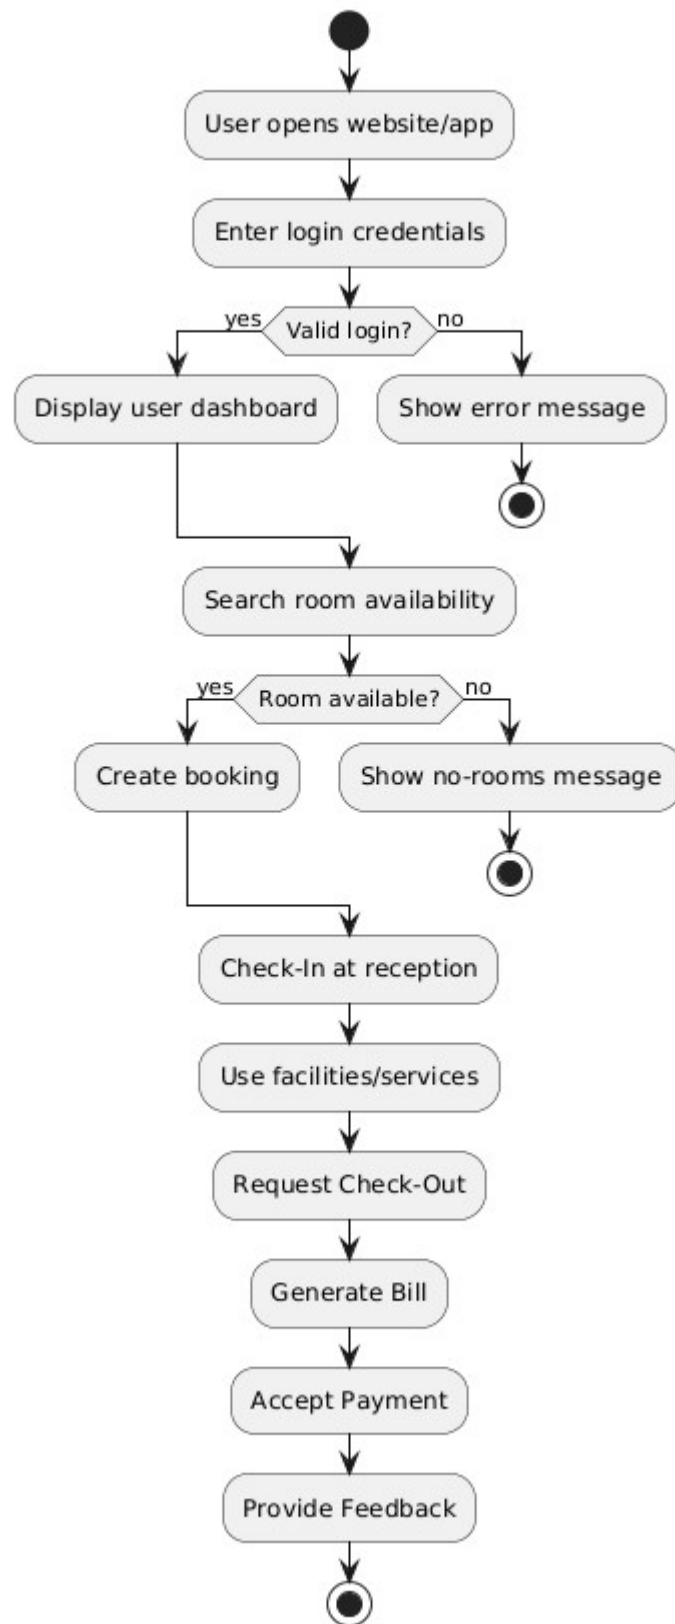 User opens website/app
Enter login credentials
yes
Valid login?
no
Display user dashboard
Show error message
Search room availability
yes
Room available?
no
Create booking
Show no-rooms message
Check-In at reception
Use facilities/services
Request Check-Out
Generate Bill
Accept Payment
Provide Feedback